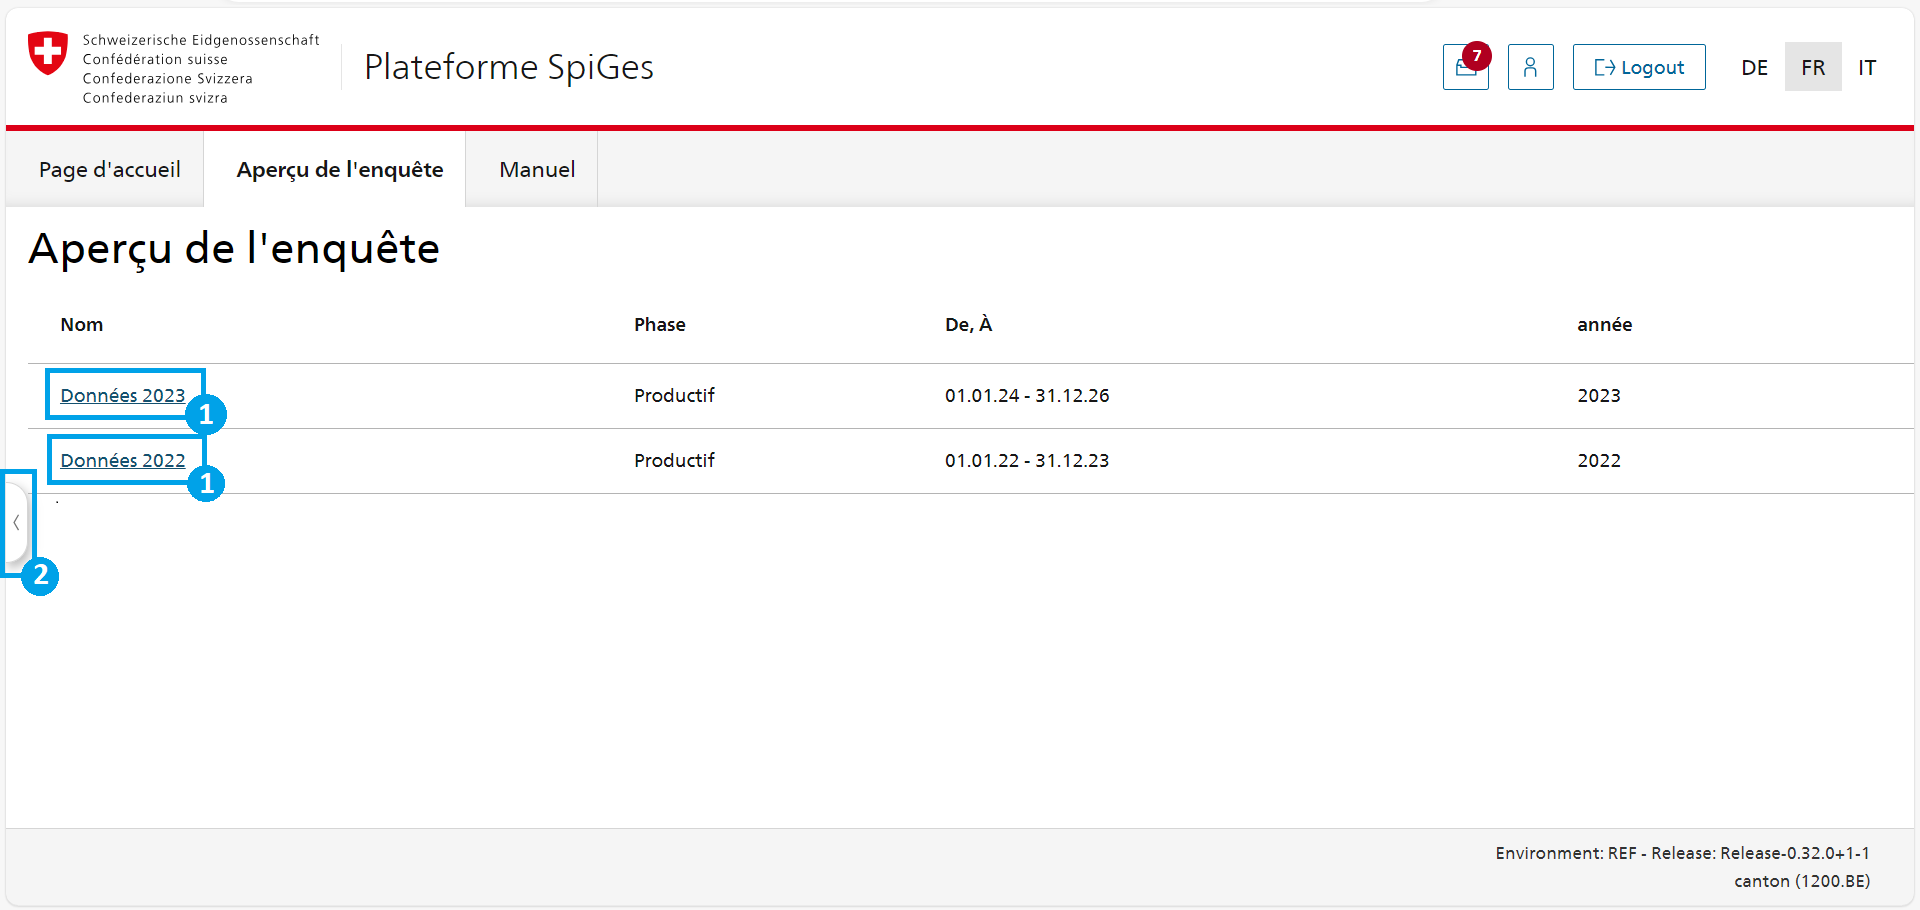 Schweizerische Eidgenossenschaft
Confédération suisse
Confederazione Svizzera
Confederaziun svizra
Plateforme SpiGes
7
Logout
DE FR IT
Page d'accueil Aperçu de l'enquête Manuel
Aperçu de l'enquête
Nom Phase De, À année
Données 2023 Productif 01.01.24 - 31.12.26 2023
1
Données 2022 Productif 01.01.22 - 31.12.23 2022
1
2
Environment: REF - Release: Release-0.32.0+1-1
canton (1200.BE)